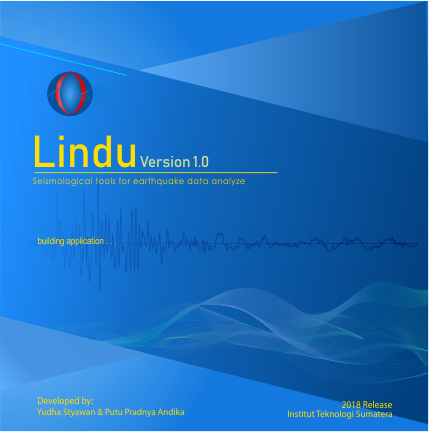 Lindu Version 1.0
Seismological tools for earthquake data analyze
building application . . .
Developed by:
Yudha Styawan & Putu Pradnya Andika
2018 Release
Institut Teknologi Sumatera